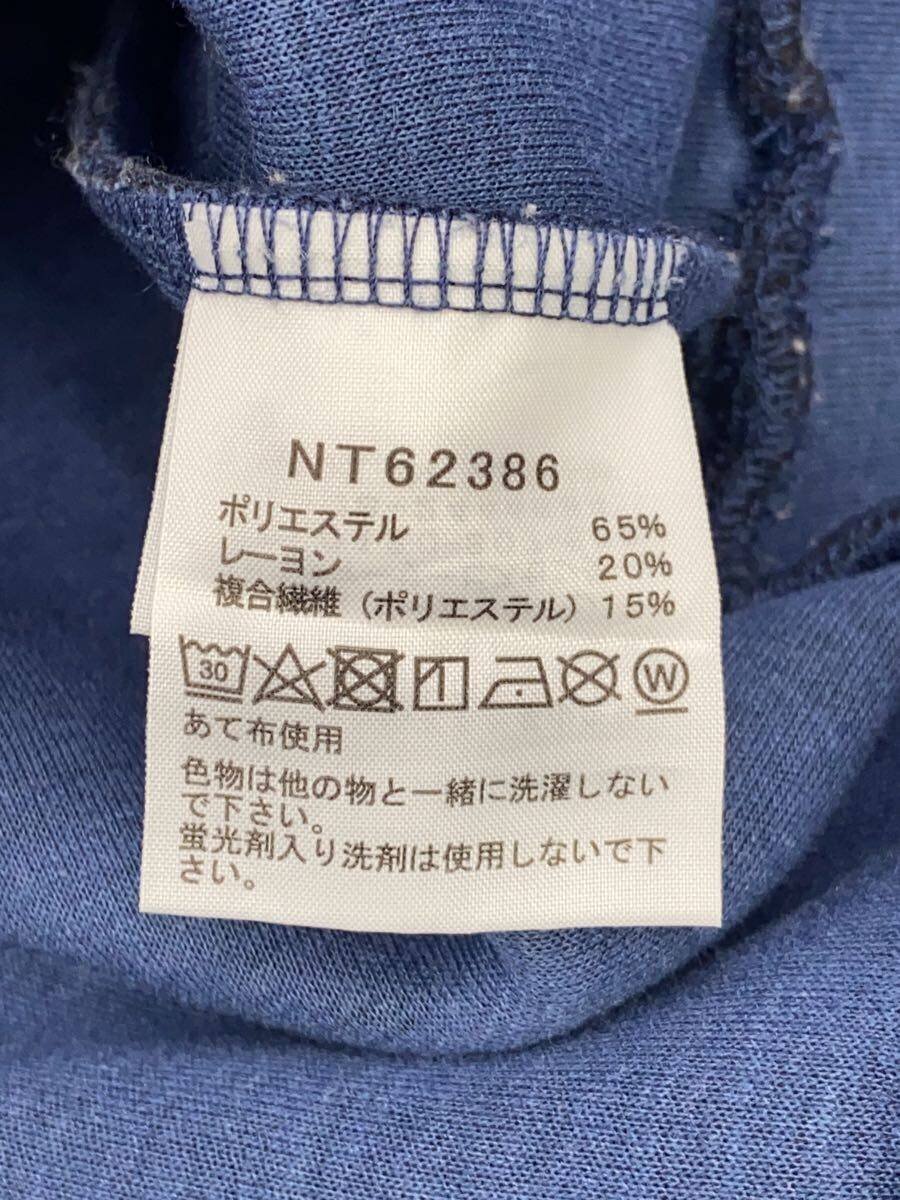 NT62386
ポリエステル 65%
レーヨン 20%
複合繊維（ポリエステル）15%
30
W
あて布使用
色物は他の物と一緒に洗濯しない
で下さい。
蛍光剤入り洗剤は使用しないで下
さい。